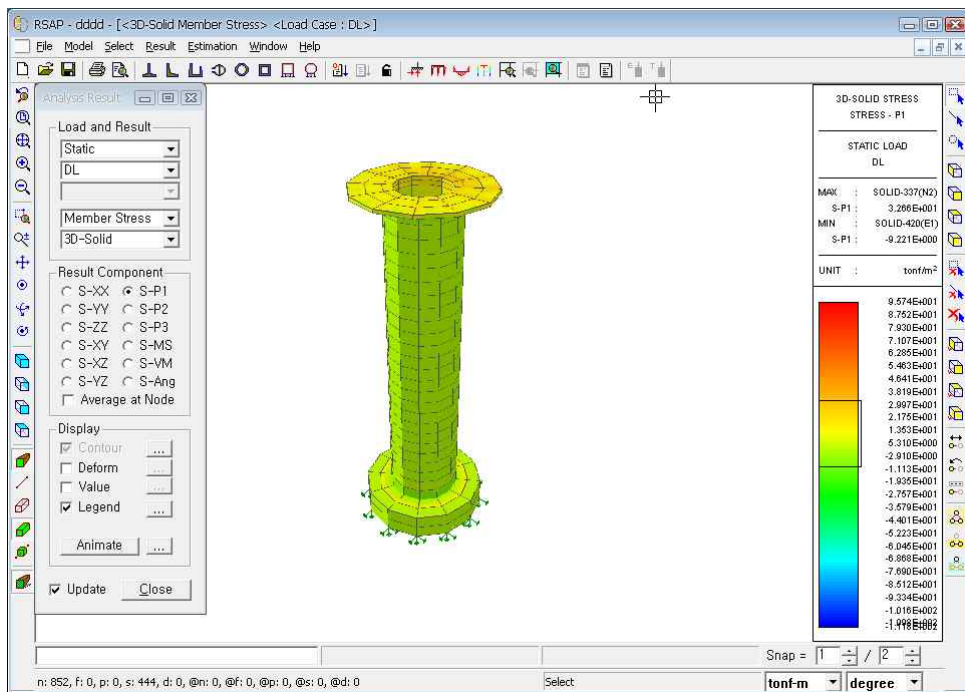 RSAP - dddd - [<3D-Solid Member Stress> <Load Case : DL>]
File Model Select Result Estimation Window Help
Analysis Result
Load and Result
Static
DL
Member Stress
3D-Solid
Result Component
S-XX S-P1
S-YY S-P2
S-ZZ S-P3
S-XY S-MS
S-XZ S-VM
S-YZ S-Ang
Average at Node
Display
Contour ...
Deform ...
Value ...
Legend ...
Animate ...
Update Close
3D-SOLID STRESS
STRESS - P1
STATIC LOAD
DL
MAX : SOLID-337(N2)
S-P1 : 3.266E+001
MIN : SOLID-420(E1)
S-P1 : -9.221E+000
UNIT : tonf/m²
9.574E+001
8.752E+001
7.930E+001
7.107E+001
6.285E+001
5.463E+001
4.641E+001
3.819E+001
2.997E+001
2.175E+001
1.353E+001
5.310E+000
-2.910E+000
-1.113E+001
-1.935E+001
-2.757E+001
-3.579E+001
-4.401E+001
-5.223E+001
-6.045E+001
-6.868E+001
-7.690E+001
-8.512E+001
-9.334E+001
-1.016E+002
Snap = 1 / 2
n: 852, f: 0, p: 0, s: 444, d: 0, @n: 0, @f: 0, @p: 0, @s: 0, @d: 0
Select
tonf-m degree